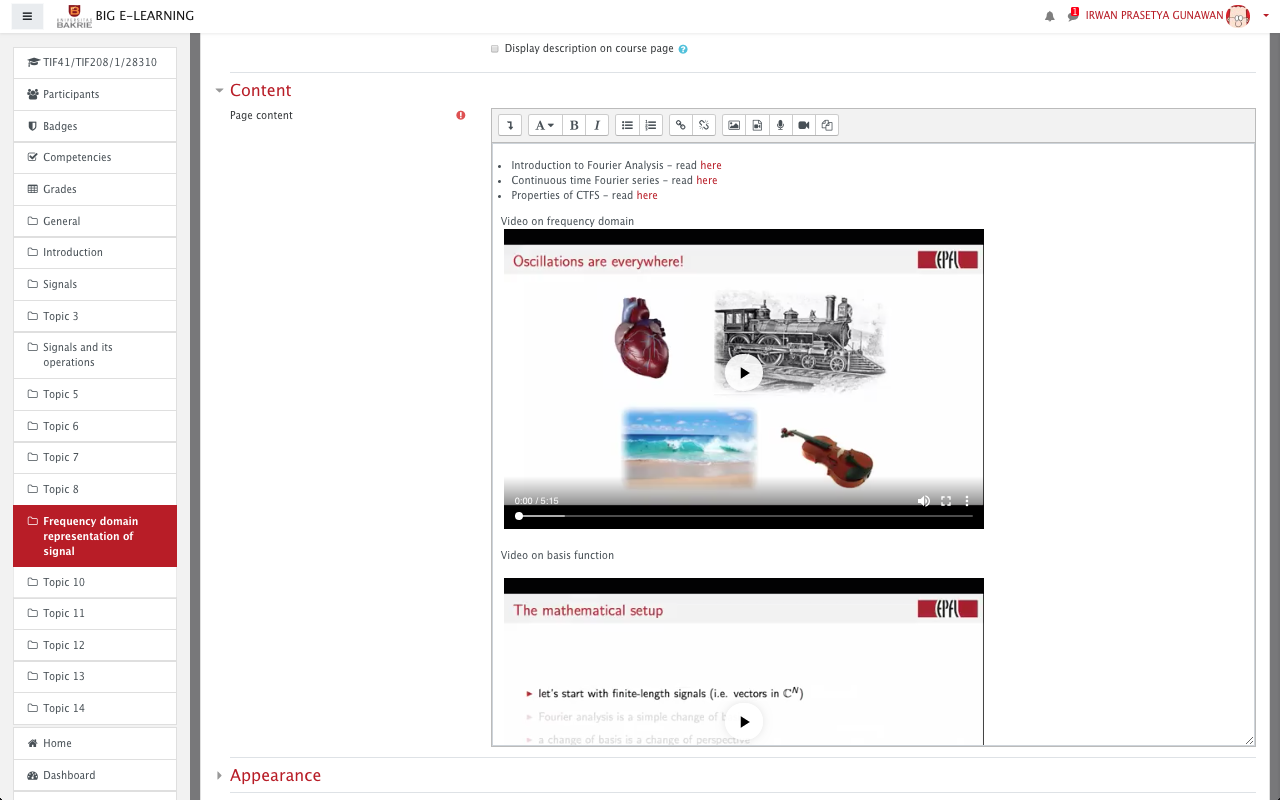 UNIVERSITAS
BAKRIE
BIG E-LEARNING
1
IRWAN PRASETYA GUNAWAN
TIF41/TIF208/1/28310
Participants
Badges
Competencies
Grades
General
Introduction
Signals
Topic 3
Signals and its
operations
Topic 5
Topic 6
Topic 7
Topic 8
Frequency domain
representation of
signal
Topic 10
Topic 11
Topic 12
Topic 13
Topic 14
Home
Dashboard
Display description on course page
Content
Page content
A B I
Introduction to Fourier Analysis – read here
Continuous time Fourier series – read here
Properties of CTFS – read here
Video on frequency domain
Oscillations are everywhere!
EPFL
0:00 / 5:15
Video on basis function
The mathematical setup
EPFL
let's start with finite-length signals (i.e. vectors in ℂᴺ)
Fourier analysis is a simple change of b
a change of basis is a change of perspective
Appearance